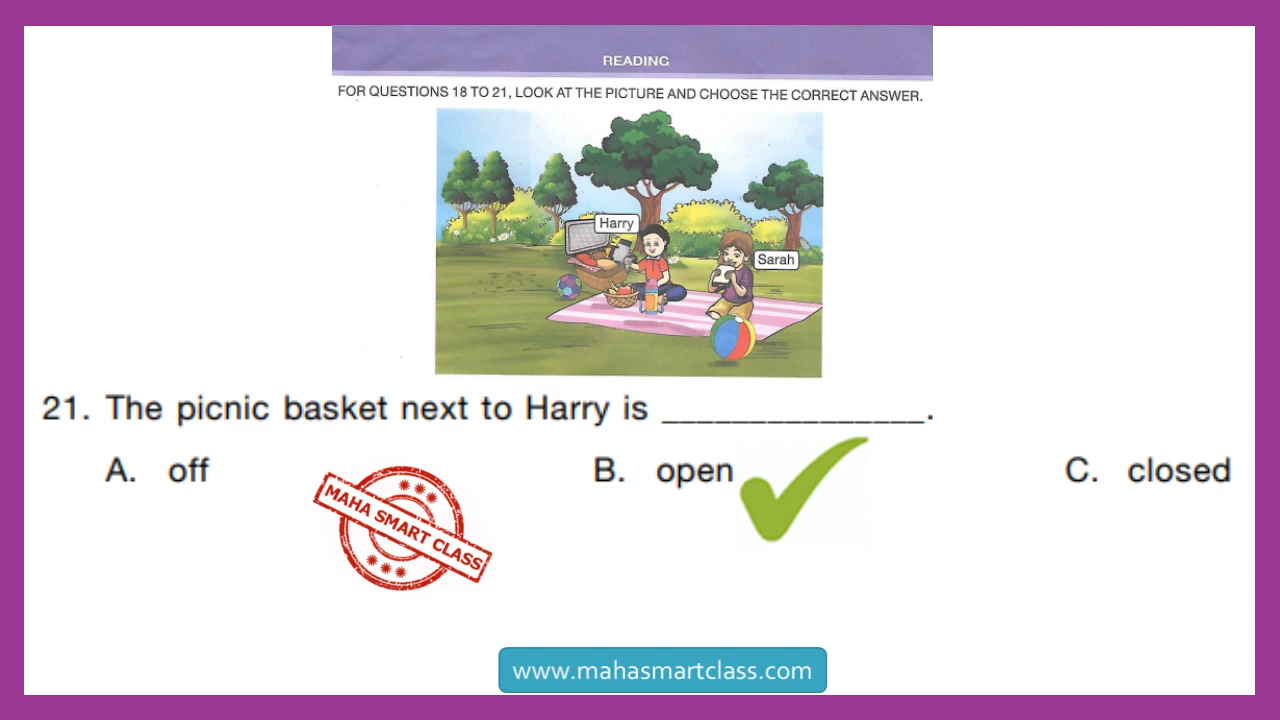 READING
FOR QUESTIONS 18 TO 21, LOOK AT THE PICTURE AND CHOOSE THE CORRECT ANSWER.
Harry
Sarah
21. The picnic basket next to Harry is _______________.
A. off B. open C. closed
MAHA SMART CLASS
www.mahasmartclass.com